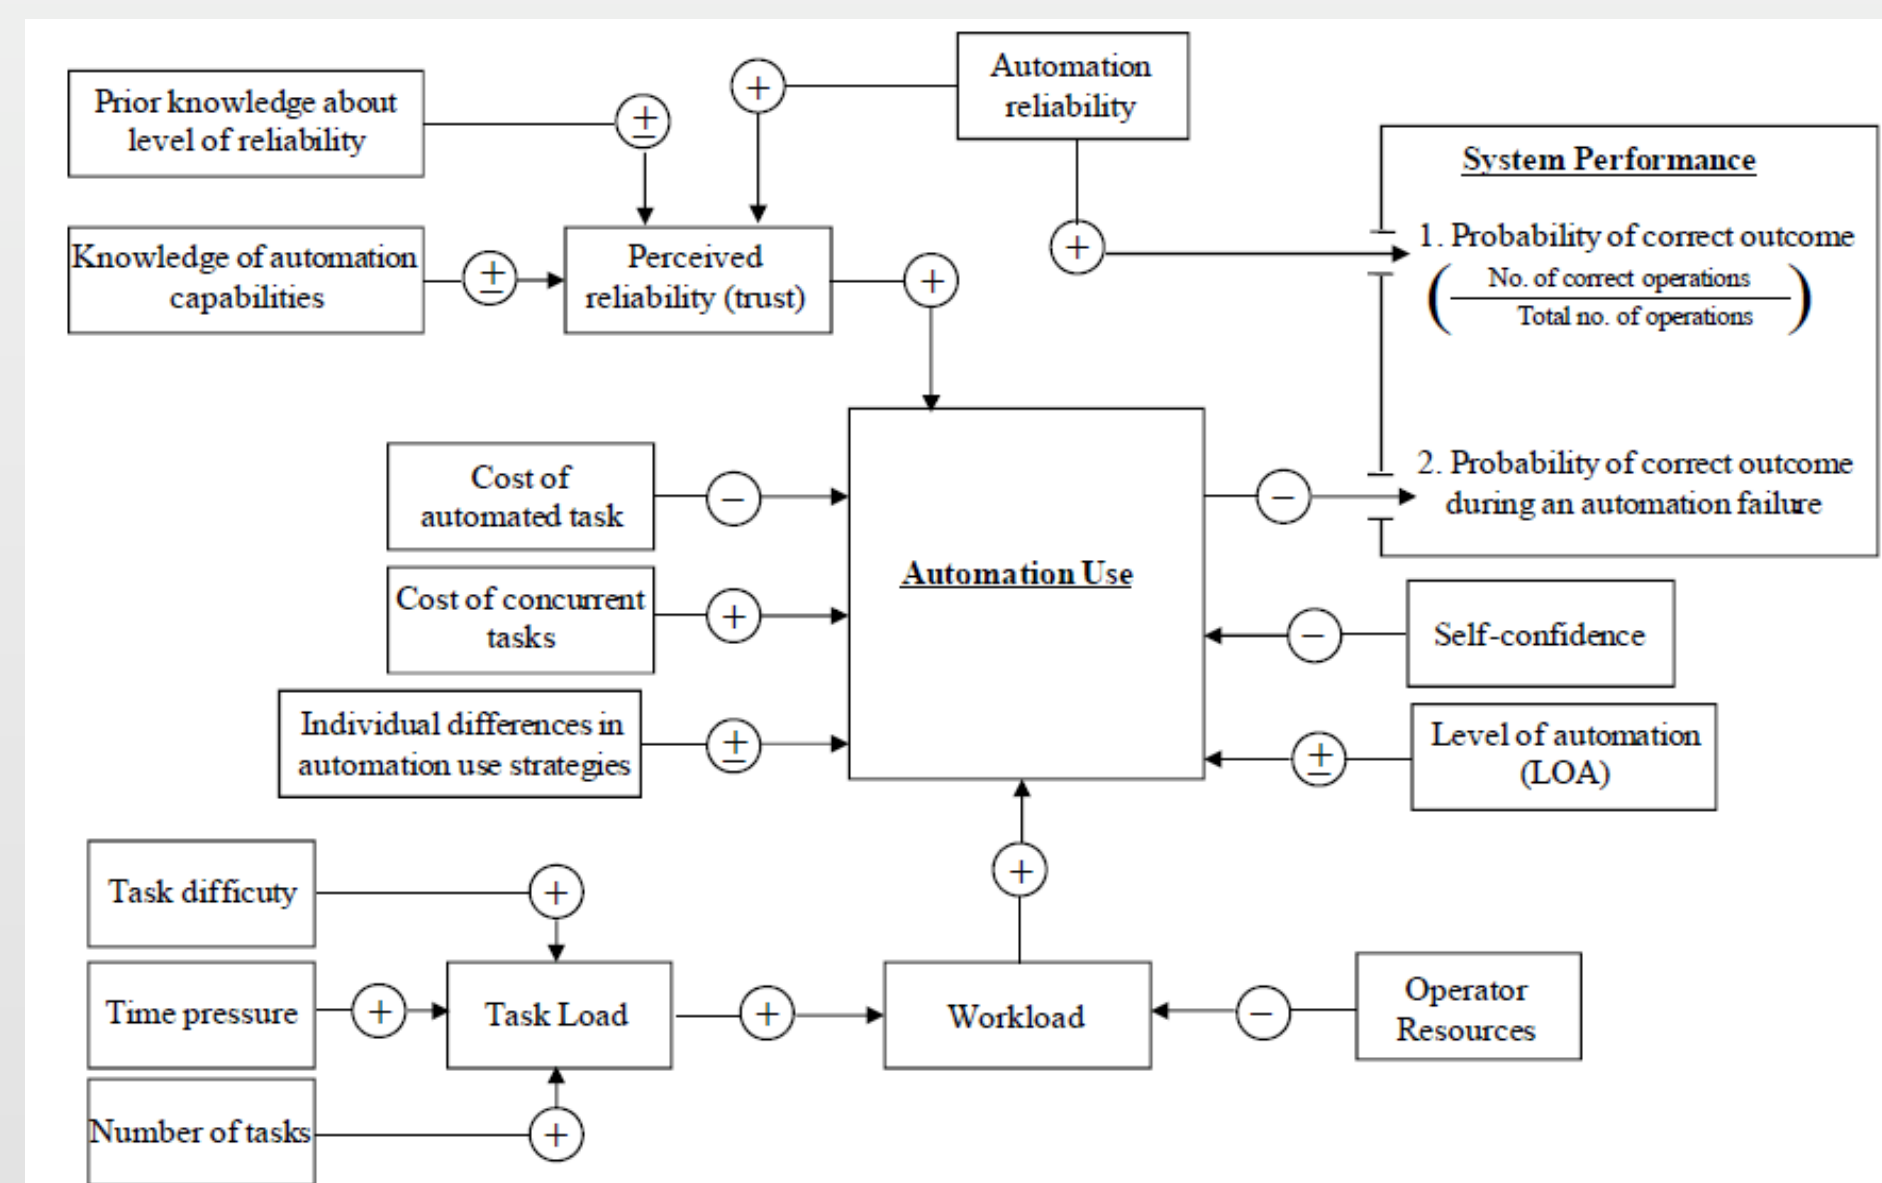 Prior knowledge about
level of reliability
±
+
Automation
reliability
Knowledge of automation
capabilities
±
Perceived
reliability (trust)
+
+
System Performance
1. Probability of correct outcome
(No. of correct operations
Total no. of operations)
2. Probability of correct outcome
during an automation failure
Cost of
automated task
−
Automation Use
−
Cost of concurrent
tasks
+
−
Self-confidence
Individual differences in
automation use strategies
±
±
Level of automation
(LOA)
+
Task difficuty
+
Time pressure
+
Task Load
+
Workload
−
Operator
Resources
Number of tasks
+